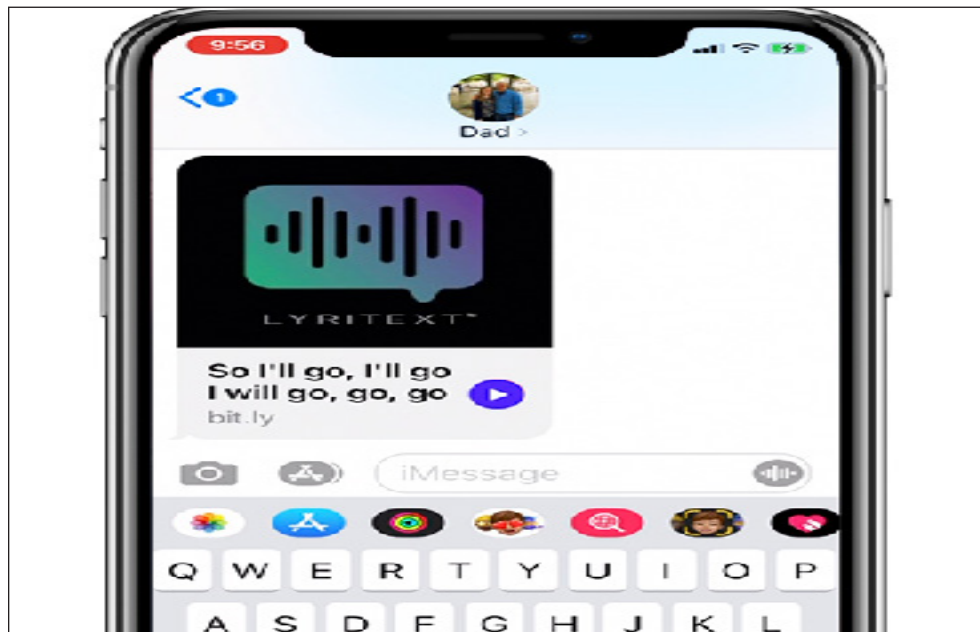 9:56
1
Dad >
LYRITEXT™
So I'll go, I'll go
I will go, go, go
bit.ly
iMessage
Q W E R T Y U I O P
A S D F G H J K L